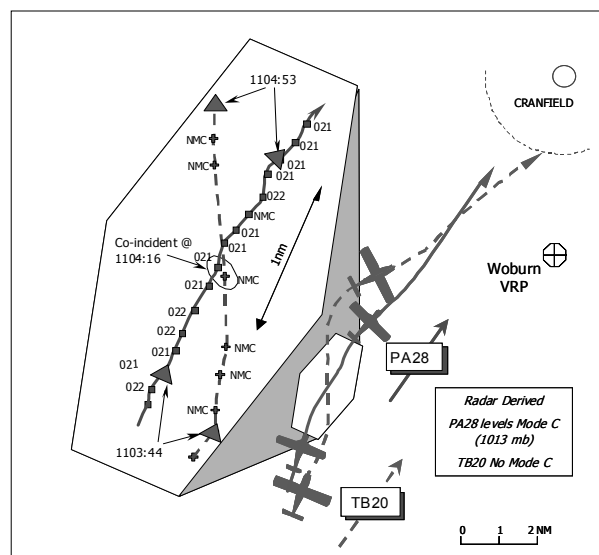 1104:53
CRANFIELD
021
NMC
021
NMC
021
021
022
NMC
Co-incident @
1104:16
021
021
021
NMC
021
1nm
Woburn
VRP
022
022
021
NMC
PA28
021
NMC
022
NMC
1103:44
Radar Derived
PA28 levels Mode C
(1013 mb)
TB20 No Mode C
TB20
0 1 2 NM